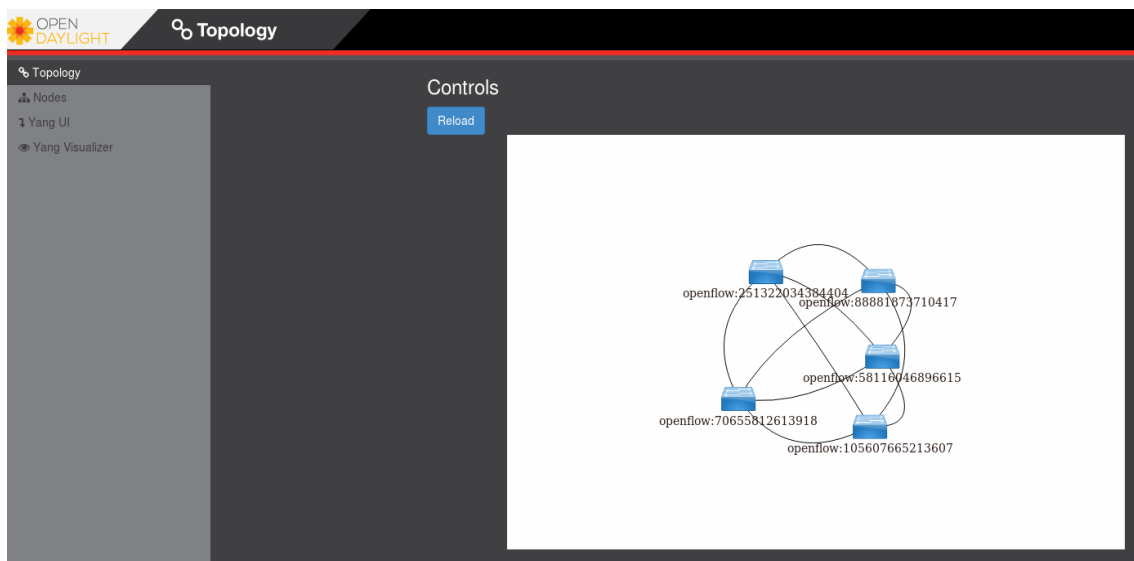 OPEN
DAYLIGHT
Topology
Topology
Nodes
Yang UI
Yang Visualizer
Controls
Reload
openflow:251322034384404
openflow:88881873710417
openflow:58116046896615
openflow:70655812613918
openflow:105607665213607